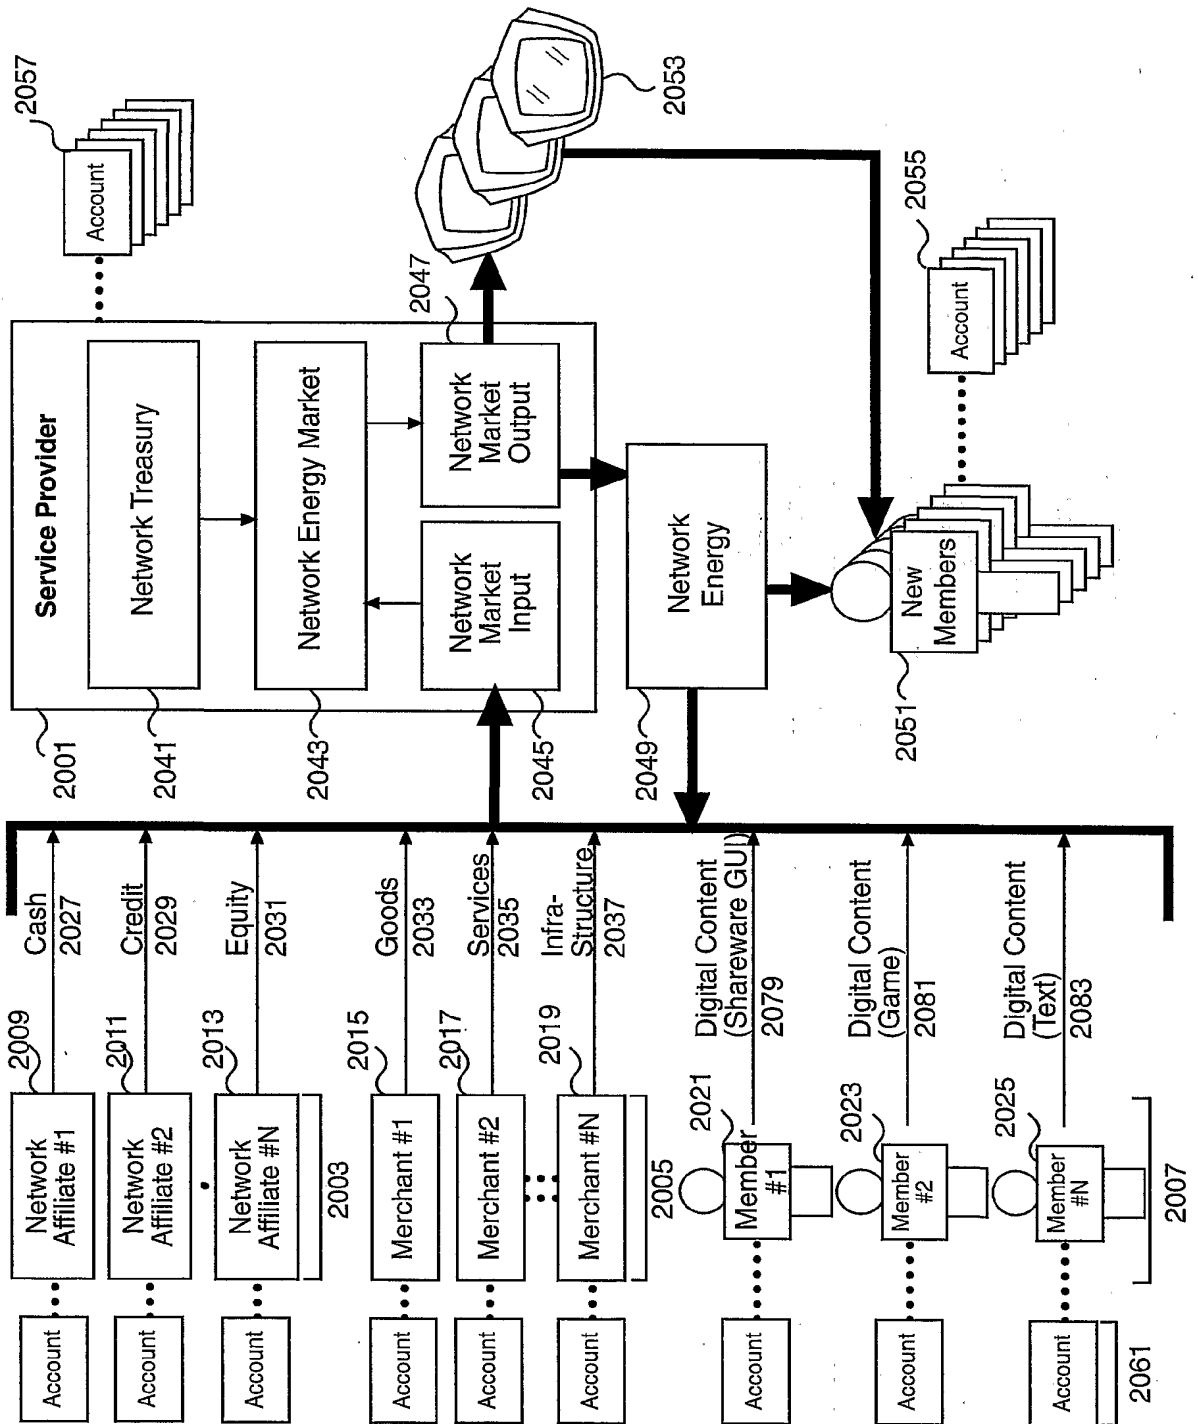 Cash
2027
Credit
2029
Equity
2031
Goods
2033
Services
2035
Infra-
Structure
2037
Digital Content
(Shareware GUI)
2079
Digital Content
(Game)
2081
Digital Content
(Text)
2083
Account
Account
Account
Account
Account
Account
Account
Account
Account
2061
Network
Affiliate #1
2009
Network
Affiliate #2
2011
Network
Affiliate #N
2013
2003
Merchant #1
2015
Merchant #2
2017
Merchant #N
2019
2005
Member
#1
2021
Member
#2
2023
Member
#N
2025
2007
Service Provider
2001
Network Treasury
2041
Network Energy Market
2043
Network
Market
Input
2045
Network
Market
Output
2047
Network
Energy
2049
New
Members
2051
2053
Account
2055
Account
2057